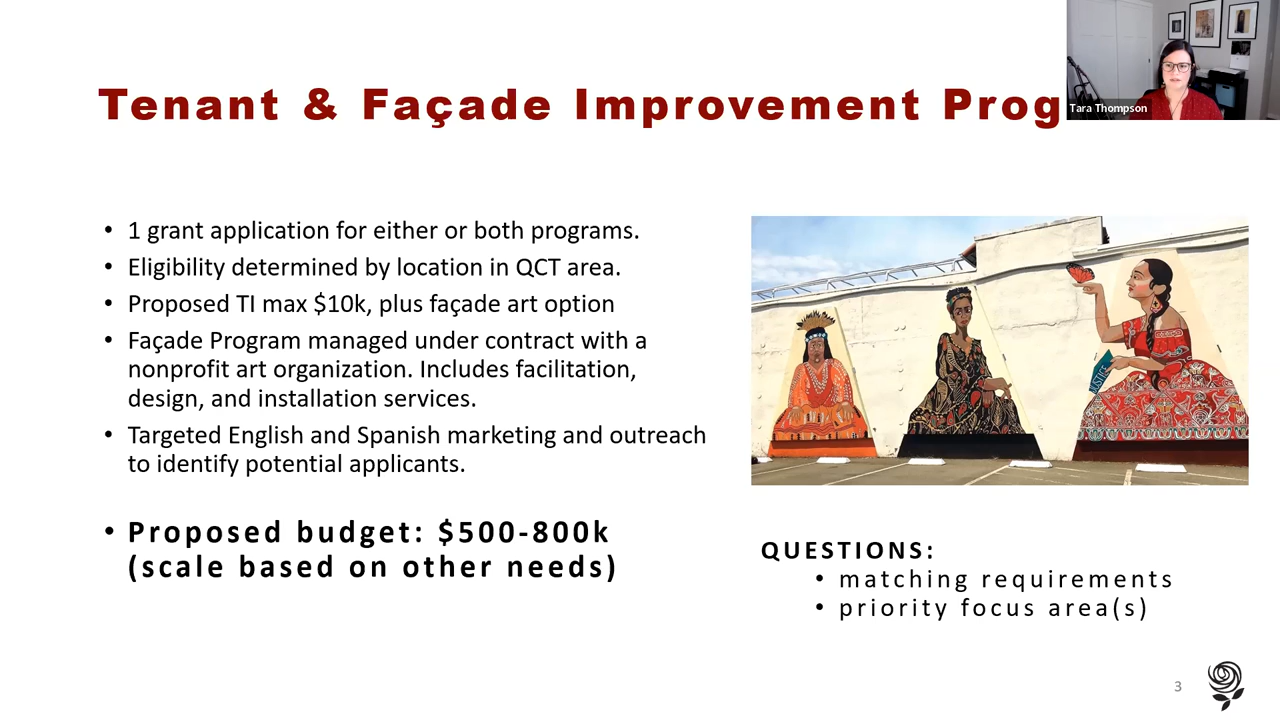 Tenant & Façade Improvement Prog
Tara Thompson
• 1 grant application for either or both programs.
• Eligibility determined by location in QCT area.
• Proposed TI max $10k, plus façade art option
• Façade Program managed under contract with a
nonprofit art organization. Includes facilitation,
design, and installation services.
• Targeted English and Spanish marketing and outreach
to identify potential applicants.
• Proposed budget: $500-800k
(scale based on other needs)
JUSTICE
QUESTIONS:
• matching requirements
• priority focus area(s)
3